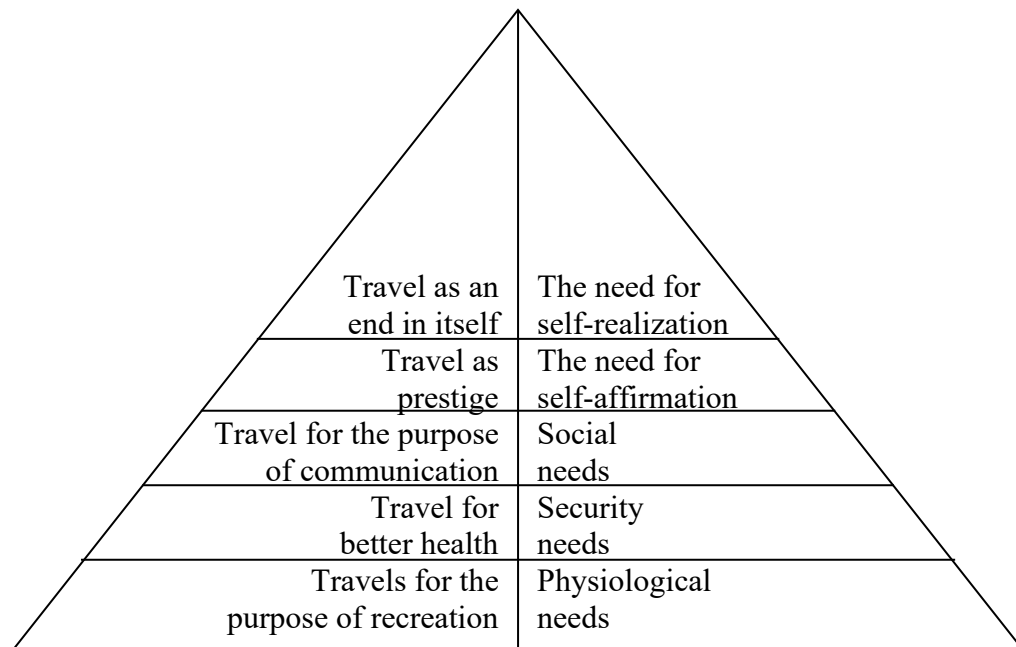 Travel as an
end in itself
The need for
self-realization
Travel as
prestige
The need for
self-affirmation
Travel for the purpose
of communication
Social
needs
Travel for
better health
Security
needs
Travels for the
purpose of recreation
Physiological
needs